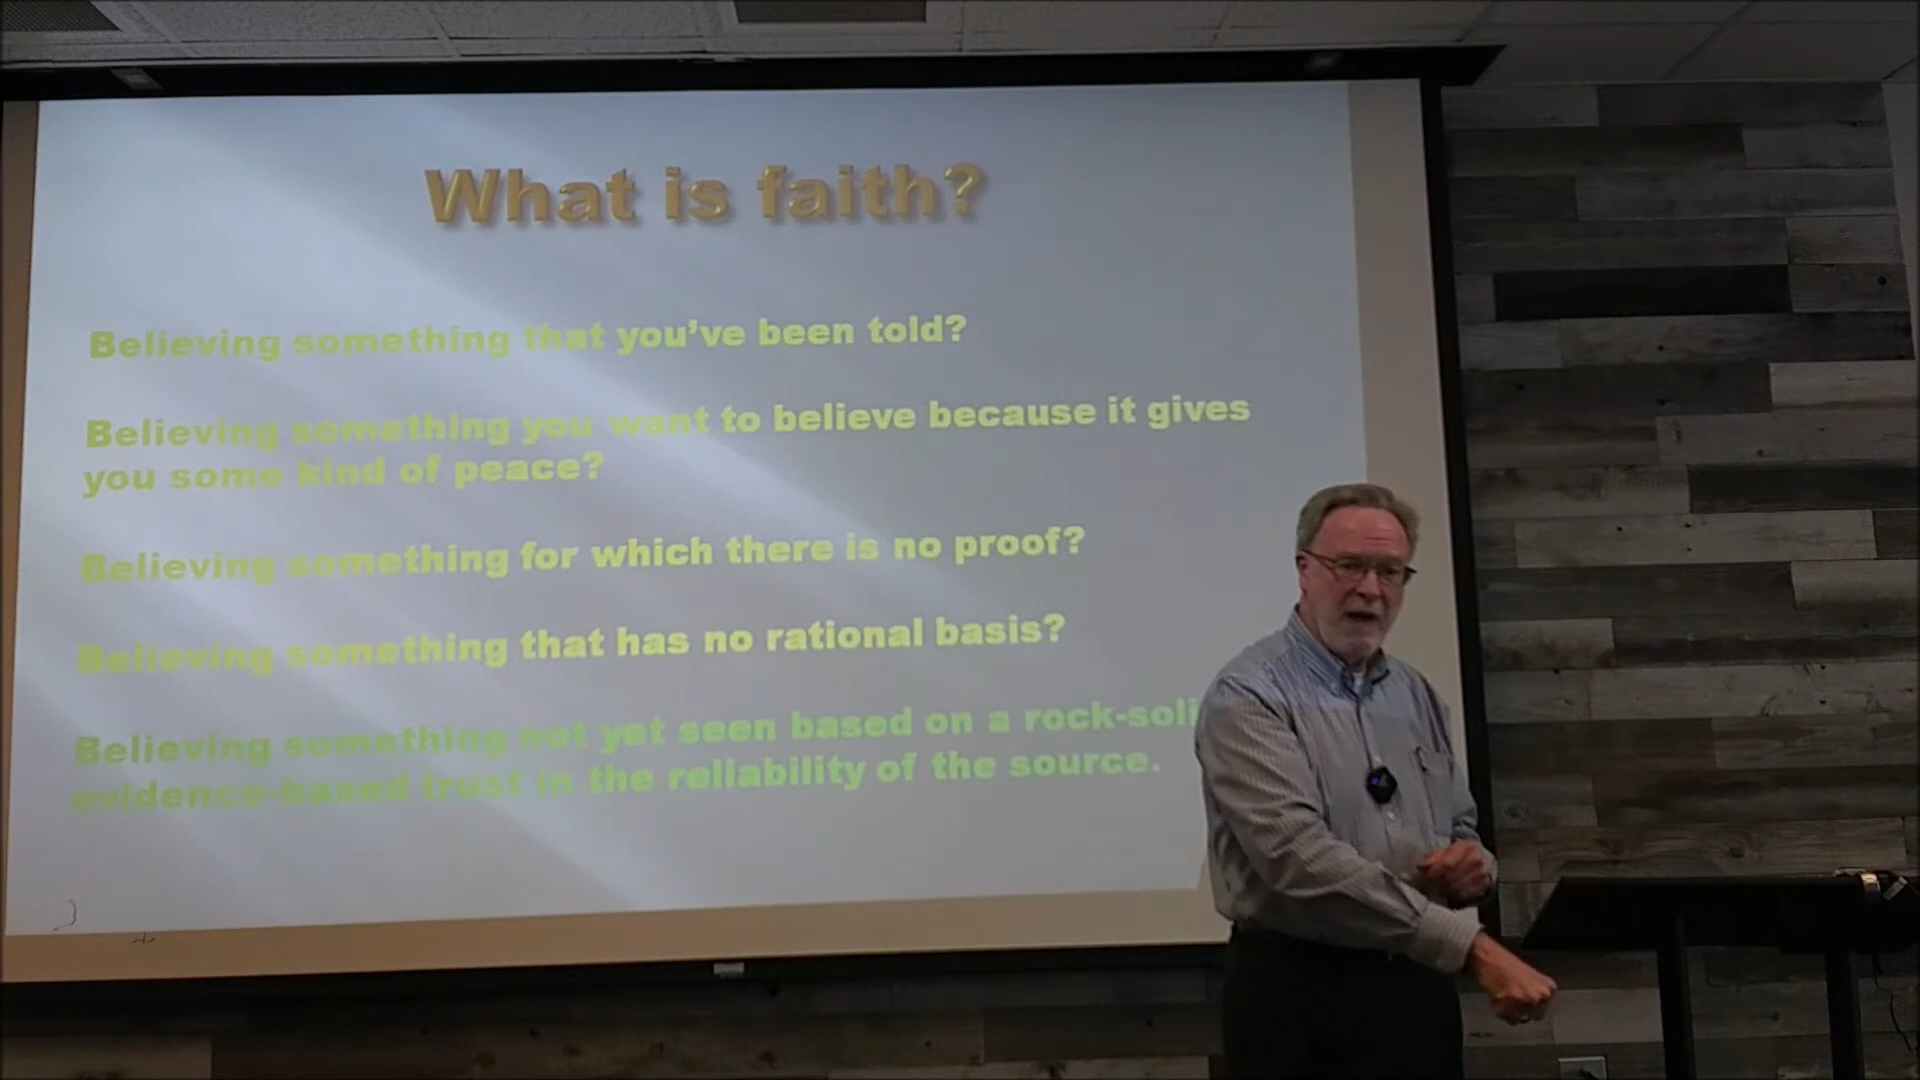 What is faith?
Believing something that you've been told?
Believing something you want to believe because it gives
you some kind of peace?
Believing something for which there is no proof?
Believing something that has no rational basis?
Believing something not yet seen based on a rock-soli
evidence-based trust in the reliability of the source.